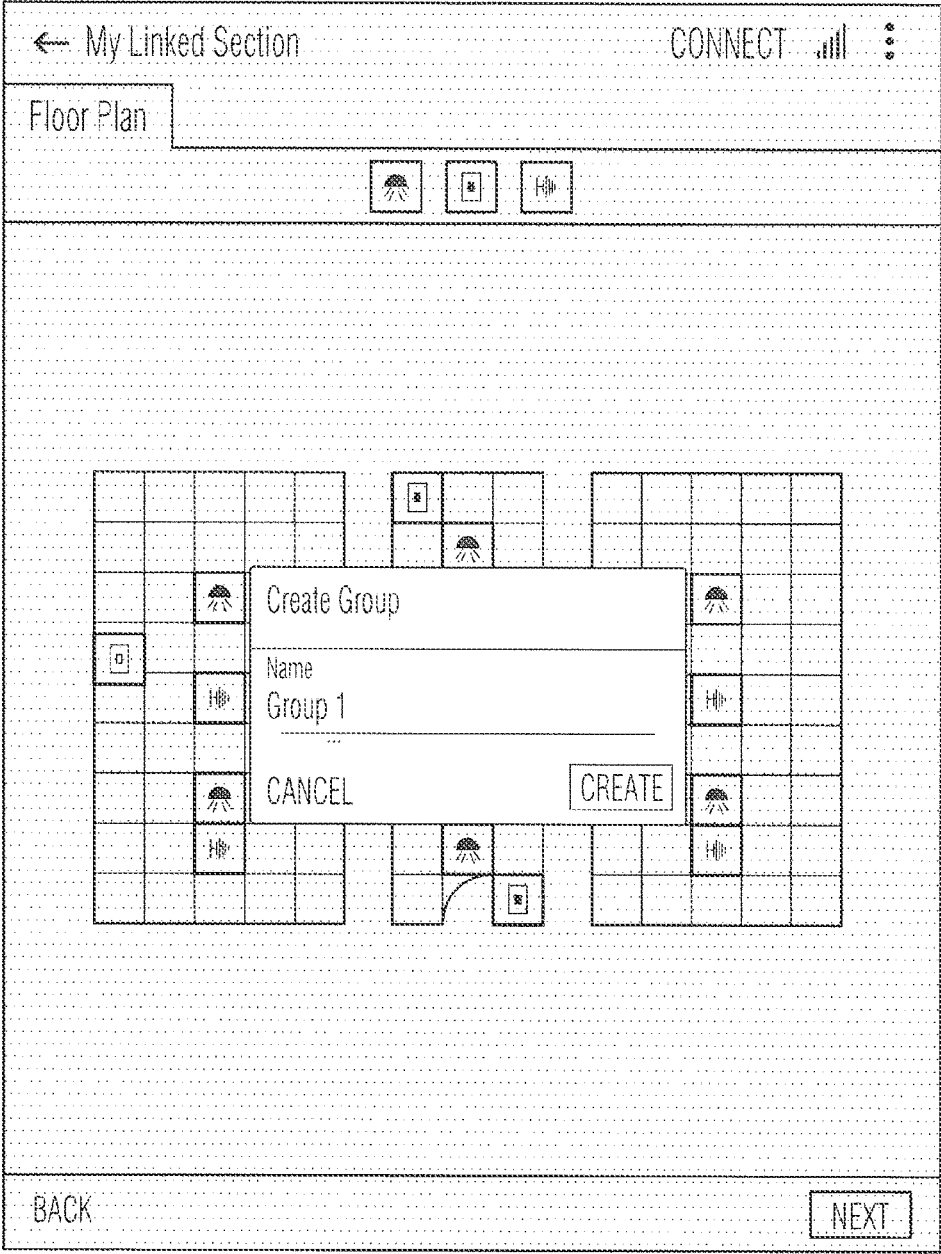 ← My Linked Section CONNECT
Floor Plan
Create Group
Name
Group 1
...
CANCEL CREATE
BACK NEXT